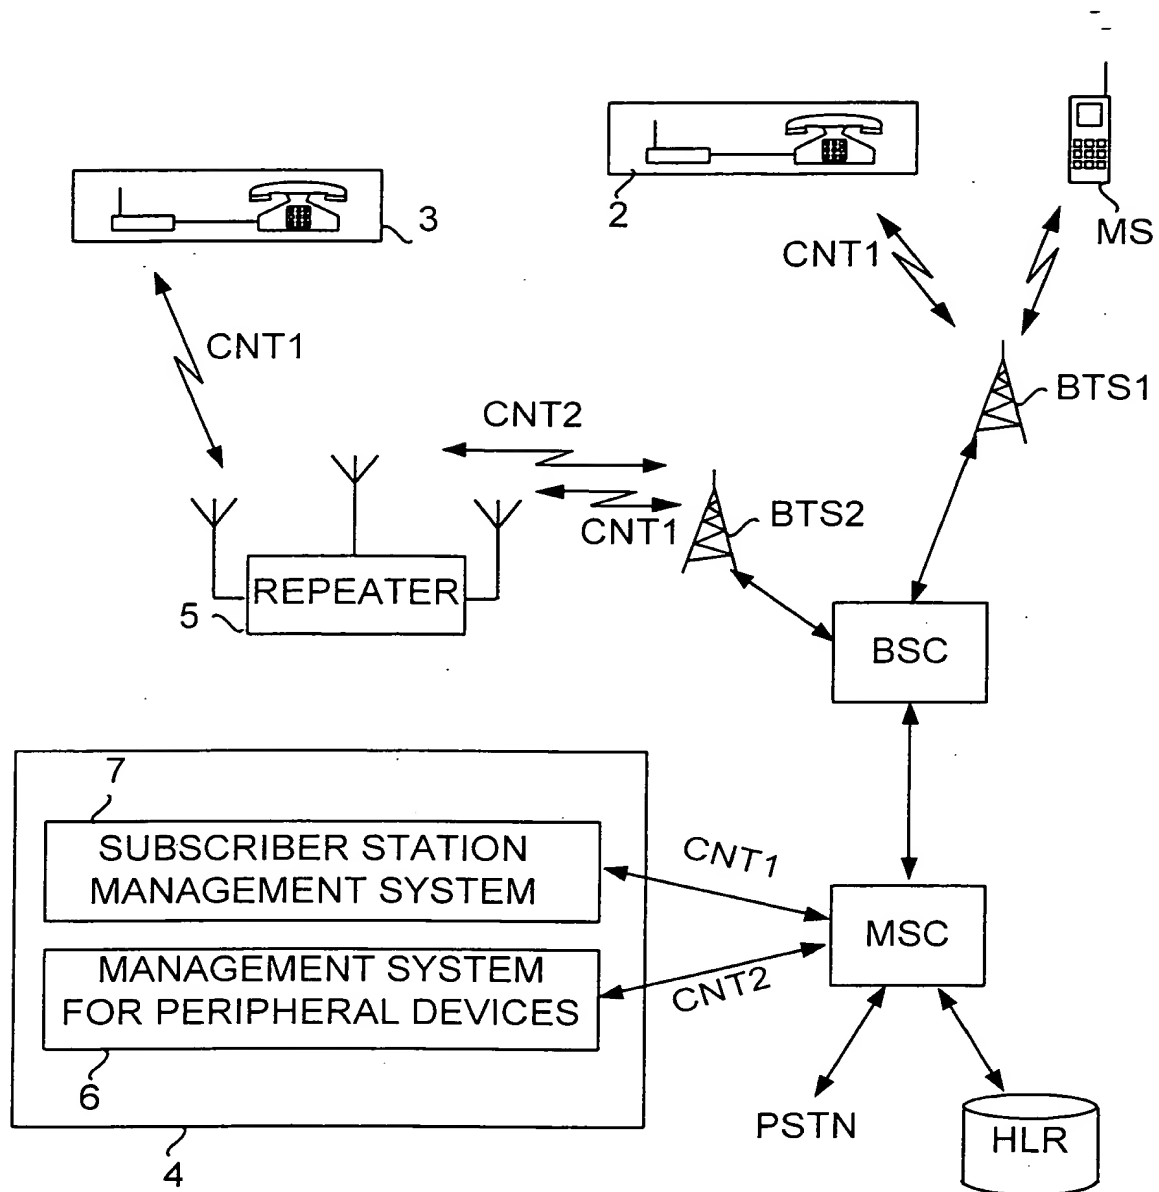 3
2
MS
CNT1
CNT1
BTS1
CNT2
CNT1
BTS2
REPEATER
5
BSC
7
SUBSCRIBER STATION
MANAGEMENT SYSTEM
CNT1
MSC
MANAGEMENT SYSTEM
FOR PERIPHERAL DEVICES
CNT2
6
PSTN
HLR
4